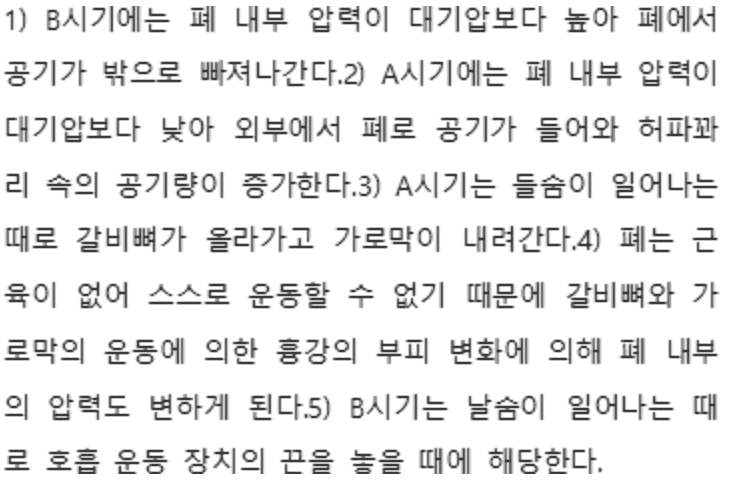 1) B시기에는 폐 내부 압력이 대기압보다 높아 폐에서
공기가 밖으로 빠져나간다.2) A시기에는 폐 내부 압력이
대기압보다 낮아 외부에서 폐로 공기가 들어와 허파꽈
리 속의 공기량이 증가한다.3) A시기는 들숨이 일어나는
때로 갈비뼈가 올라가고 가로막이 내려간다.4) 폐는 근
육이 없어 스스로 운동할 수 없기 때문에 갈비뼈와 가
로막의 운동에 의한 흉강의 부피 변화에 의해 폐 내부
의 압력도 변하게 된다.5) B시기는 날숨이 일어나는 때
로 호흡 운동 장치의 끈을 놓을 때에 해당한다.